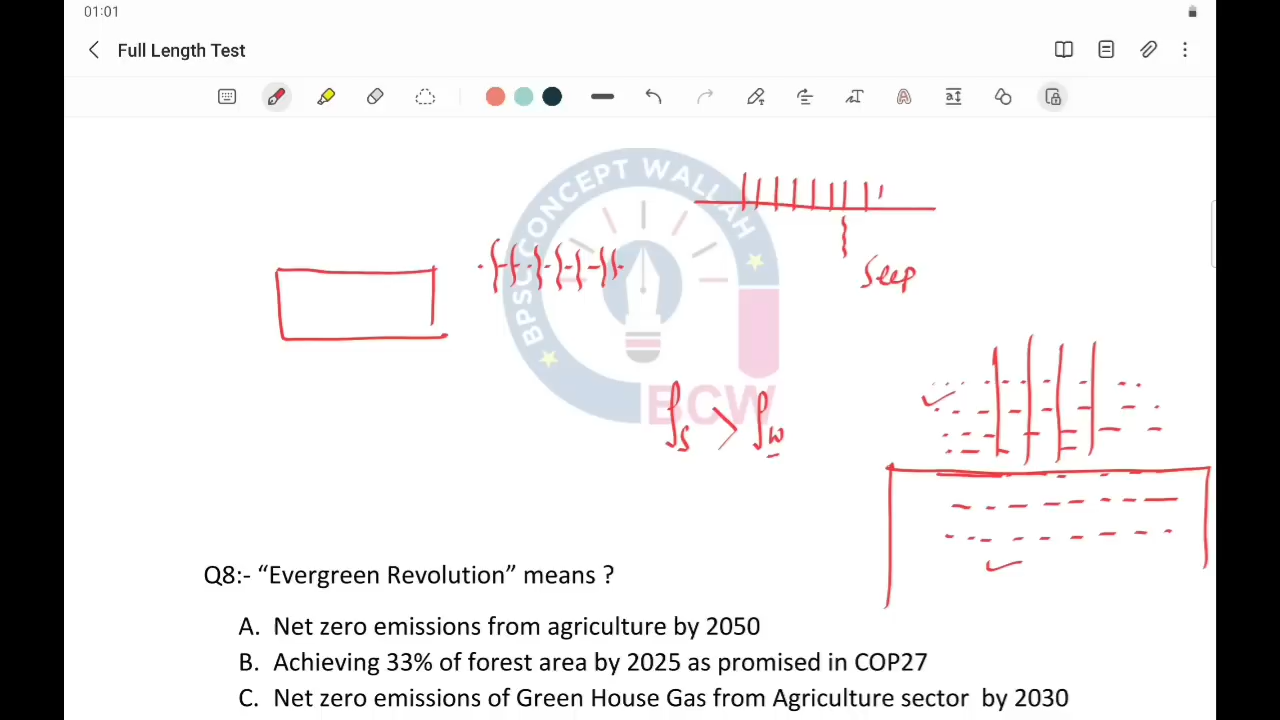 01:01
Full Length Test
BPSC CONCEPT WALLAH
BCW
Seep
ρs > ρw
Q8:- “Evergreen Revolution” means ?
A. Net zero emissions from agriculture by 2050
B. Achieving 33% of forest area by 2025 as promised in COP27
C. Net zero emissions of Green House Gas from Agriculture sector by 2030